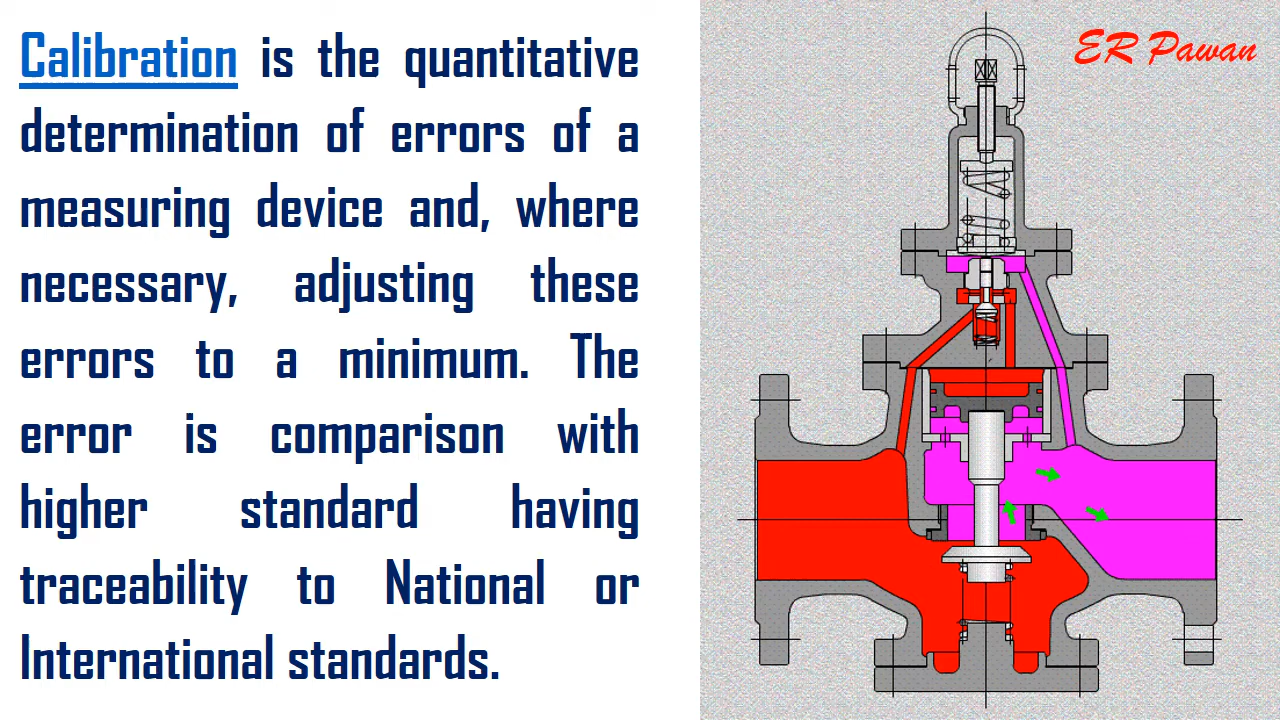 Calibration is the quantitative
determination of errors of a
measuring device and, where
necessary, adjusting these
errors to a minimum. The
error is comparison with
higher standard having
traceability to National or
International standards.
ER Pawan